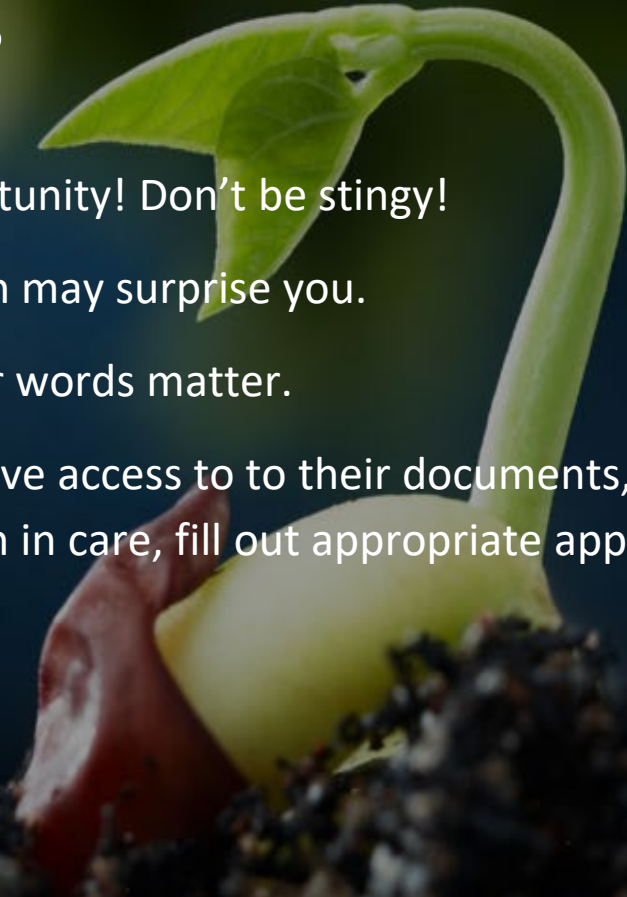 tunity! Don't be stingy!
may surprise you.
words matter.
ve access to to their documents,
in care, fill out appropriate app